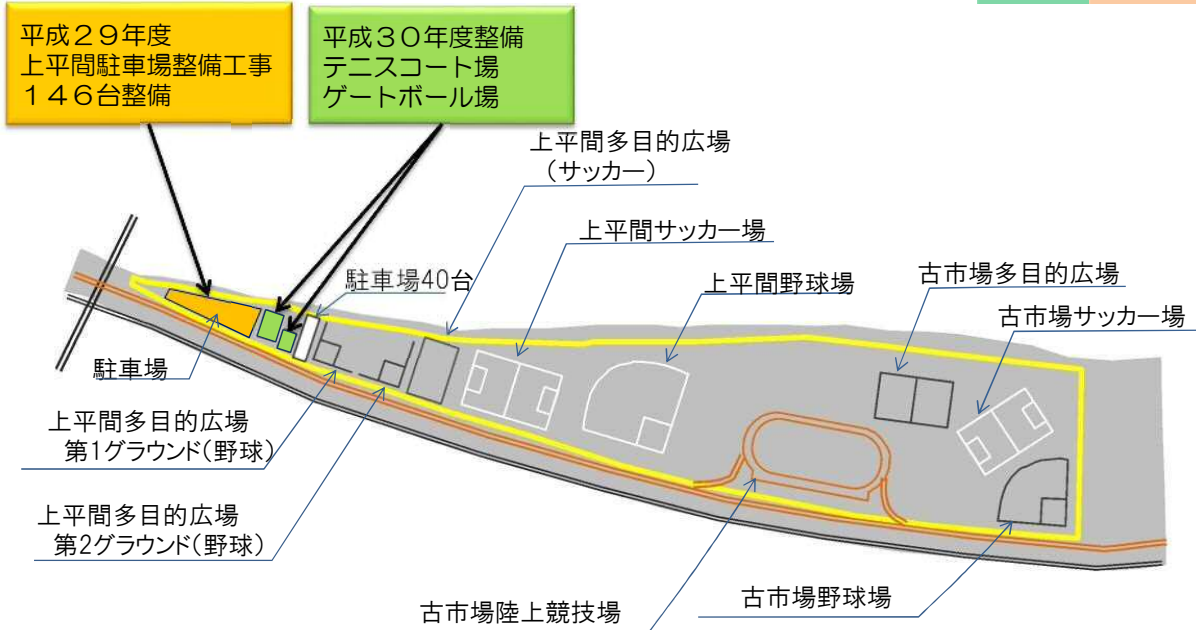 平成２９年度
上平間駐車場整備工事
１４６台整備
平成３０年度整備
テニスコート場
ゲートボール場
上平間多目的広場
（サッカー）
上平間サッカー場
駐車場40台
上平間野球場
古市場多目的広場
古市場サッカー場
駐車場
上平間多目的広場
第1グラウンド(野球)
上平間多目的広場
第2グラウンド(野球)
古市場陸上競技場
古市場野球場